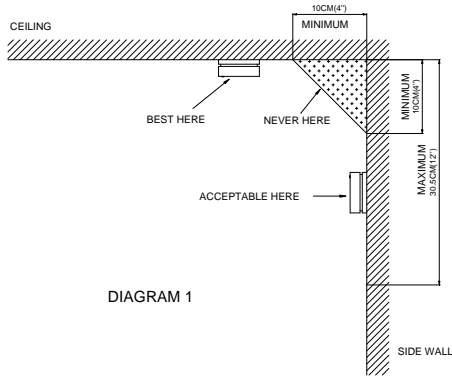 10CM(4")
MINIMUM
CEILING
BEST HERE
NEVER HERE
MINIMUM
10CM(4")
MAXIMUM
30.5CM(12")
ACCEPTABLE HERE
DIAGRAM 1
SIDE WALL